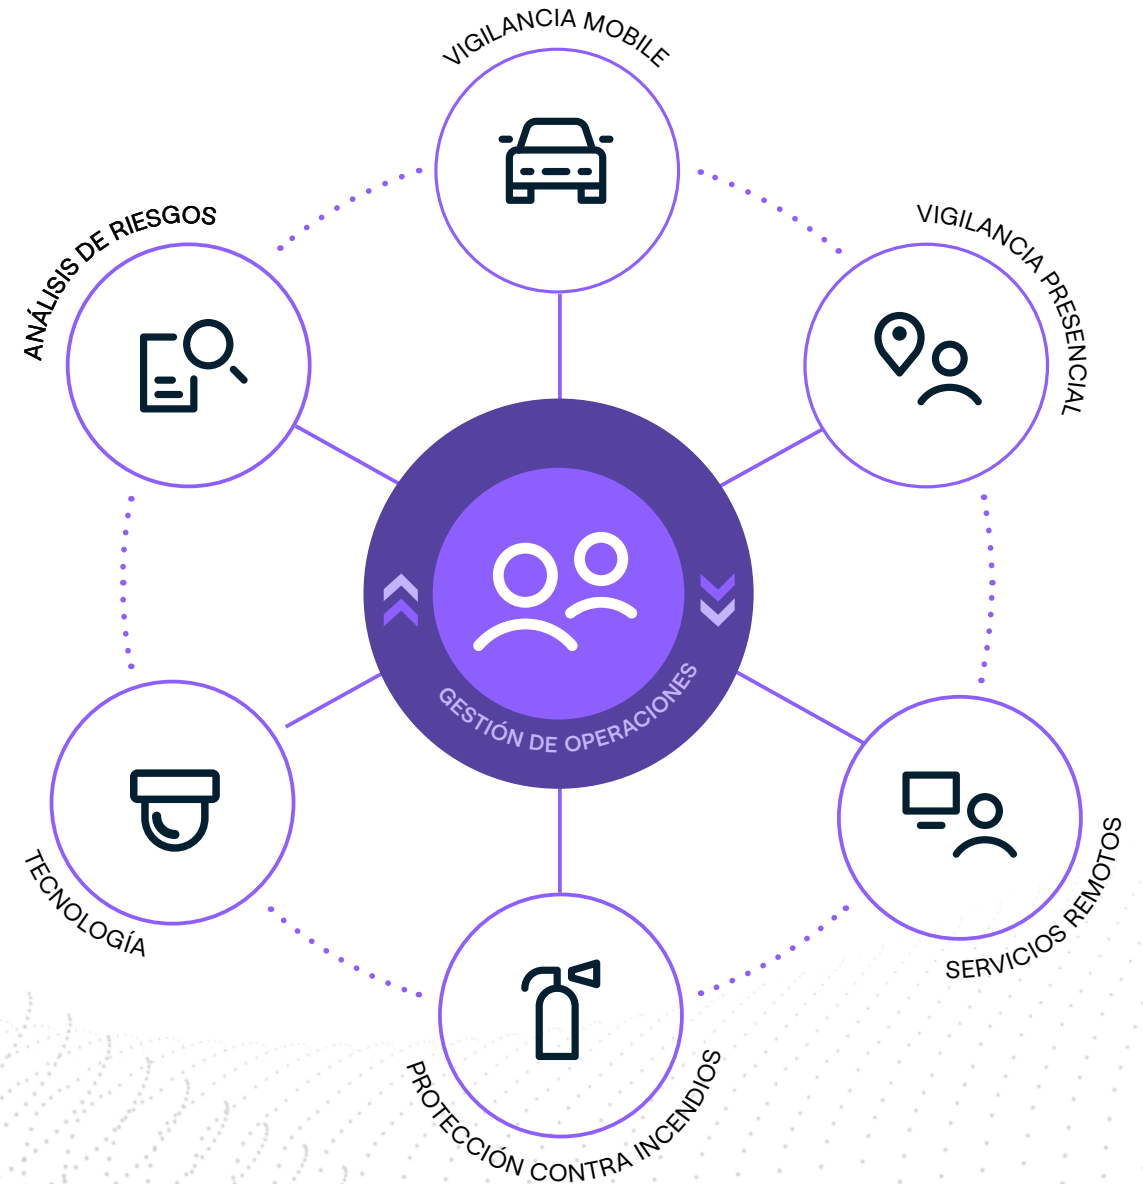 VIGILANCIA MOBILE
ANÁLISIS DE RIESGOS
VIGILANCIA PRESENCIAL
GESTIÓN DE OPERACIONES
TECNOLOGÍA
SERVICIOS REMOTOS
PROTECCIÓN CONTRA INCENDIOS